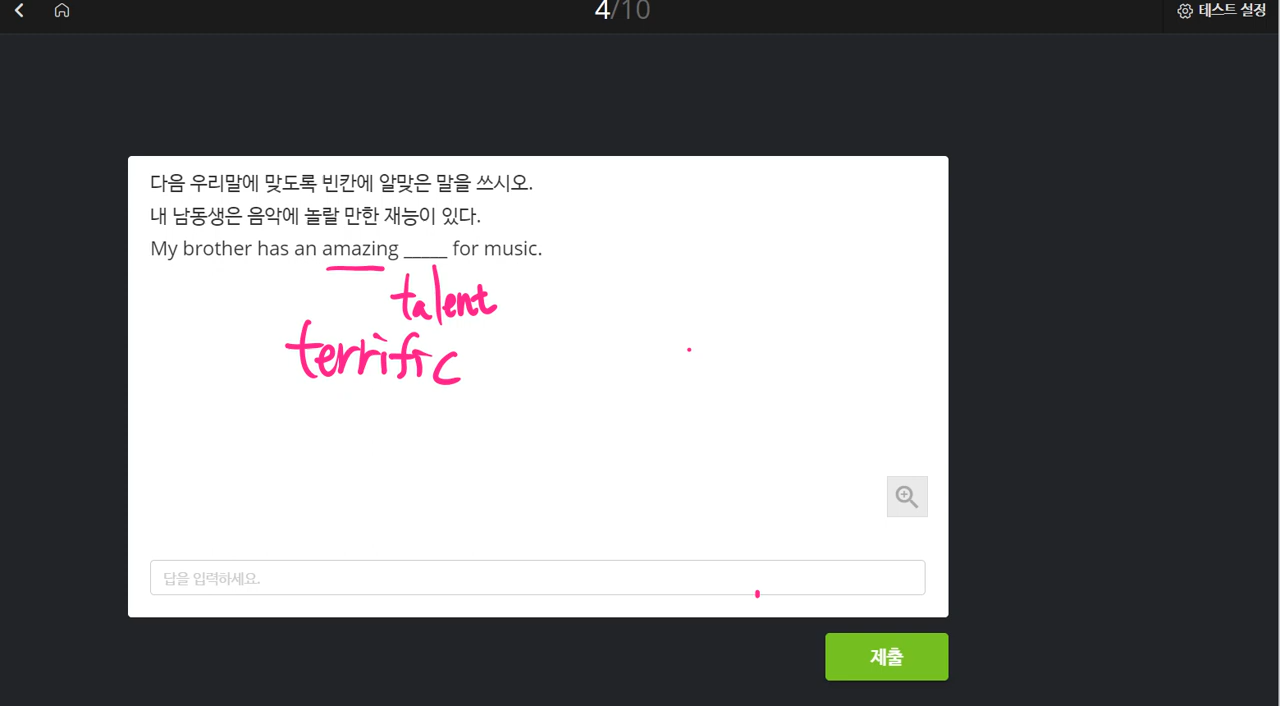 4/10
테스트 설정
다음 우리말에 맞도록 빈칸에 알맞은 말을 쓰시오.
내 남동생은 음악에 놀랄 만한 재능이 있다.
My brother has an amazing _____ for music.
talent
terrific
답을 입력하세요.
제출